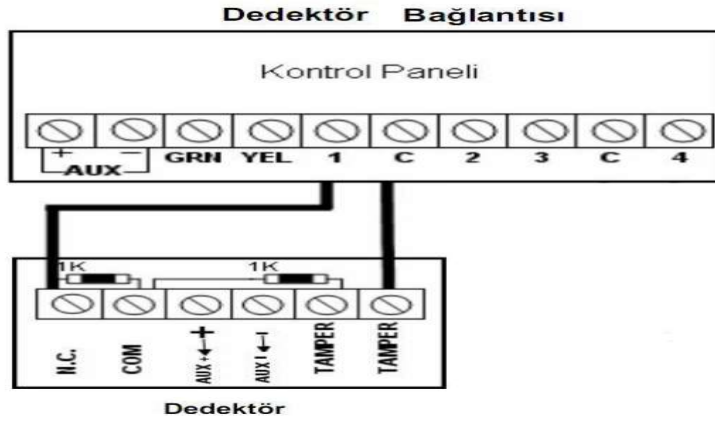 Dedektör Bağlantısı
Kontrol Paneli
+ −
AUX
GRN YEL 1 C 2 3 C 4
1K 1K
N.C.
COM
AUX +
+
AUX -
-
TAMPER
TAMPER
Dedektör